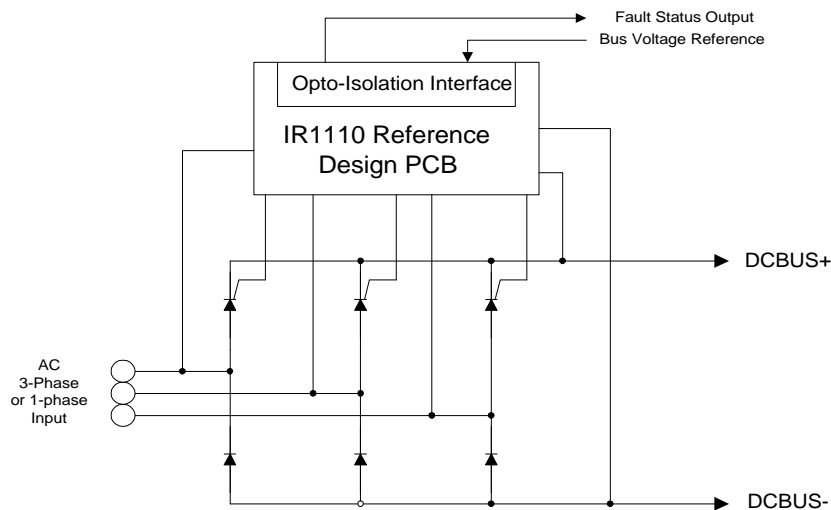 Fault Status Output
Bus Voltage Reference
Opto-Isolation Interface
IR1110 Reference
Design PCB
DCBUS+
AC
3-Phase
or 1-phase
Input
DCBUS-